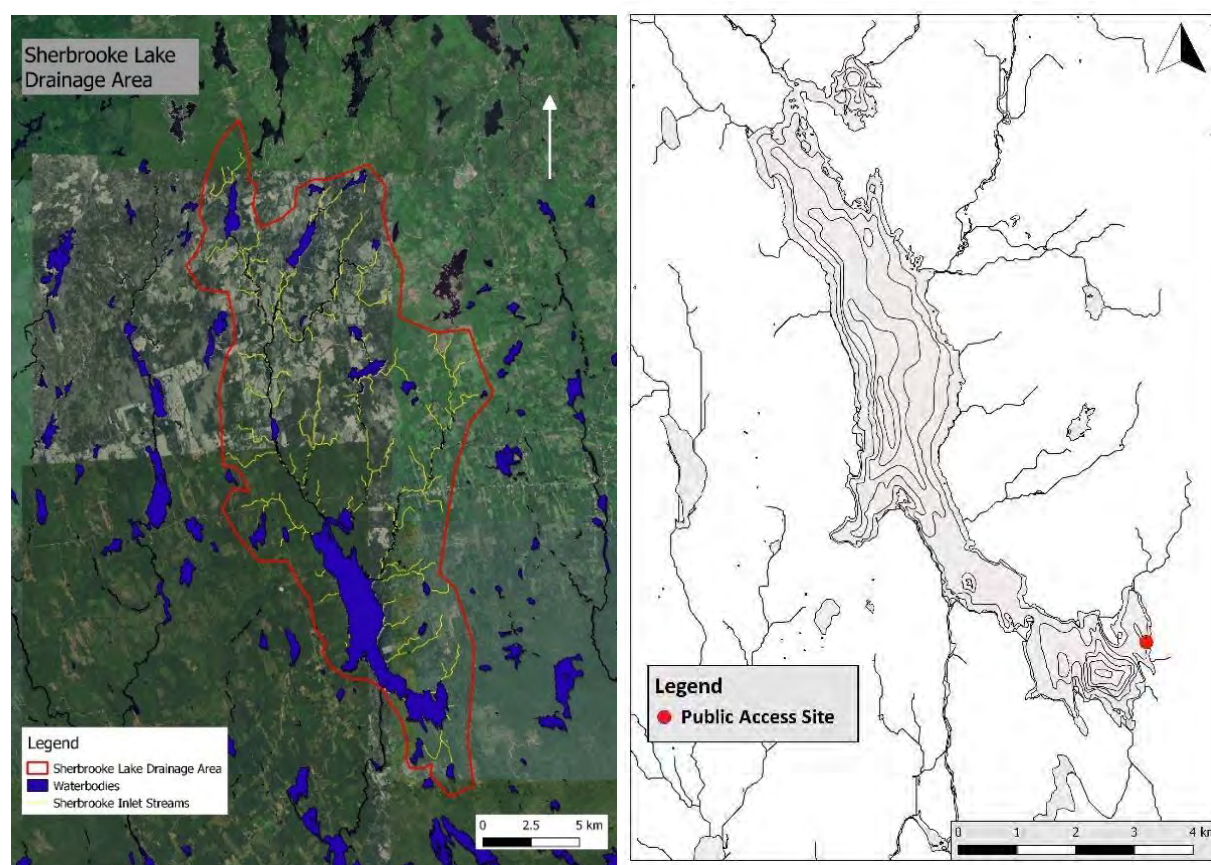 Sherbrooke Lake
Drainage Area
Legend
Sherbrooke Lake Drainage Area
Waterbodies
Sherbrooke Inlet Streams
0 2.5 5 km
Legend
Public Access Site
0 1 2 3 4 km